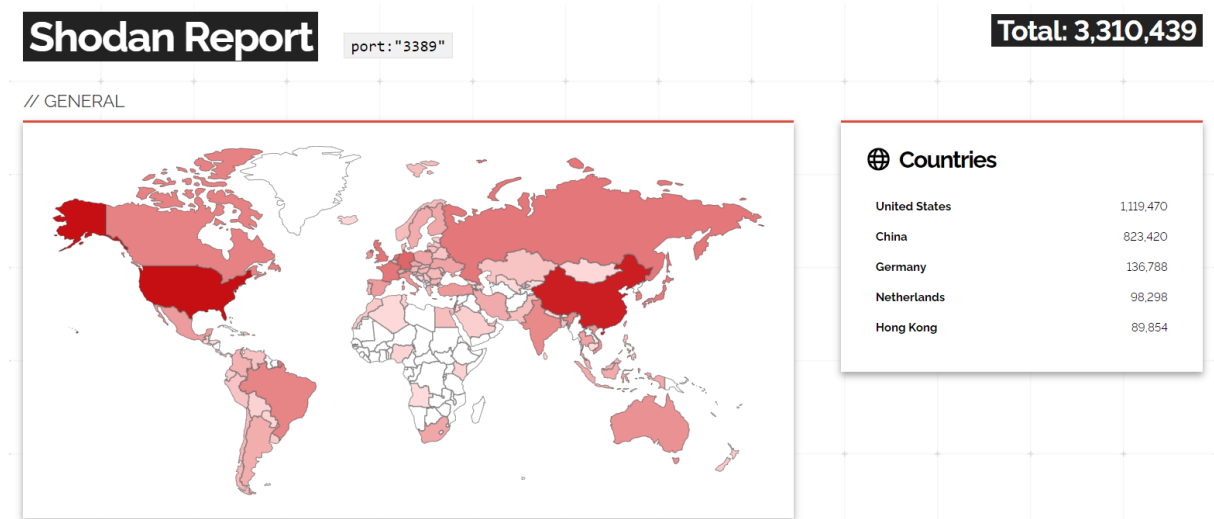 Shodan Report port:"3389" Total: 3,310,439
// GENERAL
Countries
United States 1,119,470
China 823,420
Germany 136,788
Netherlands 98,298
Hong Kong 89,854